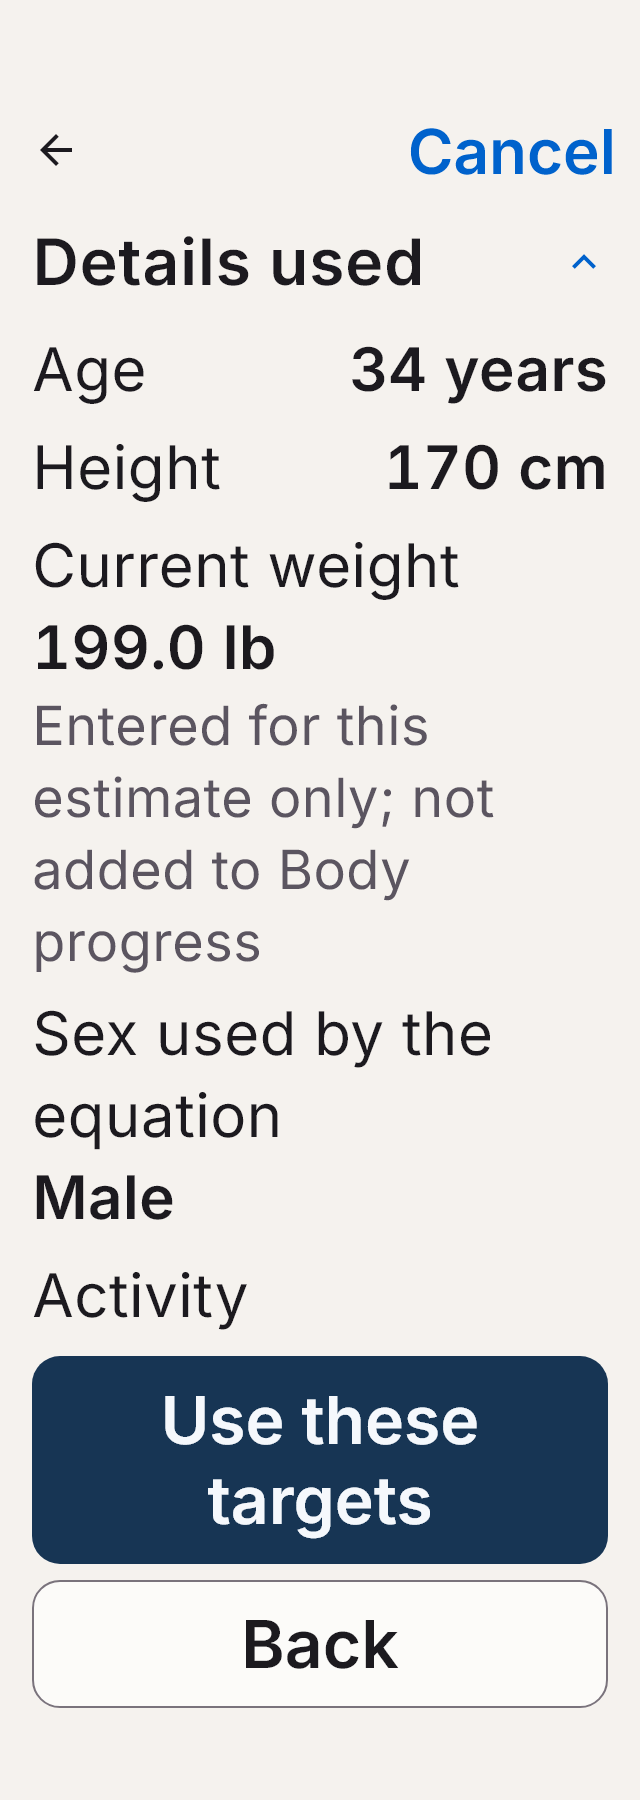 Cancel
Details used
Age 34 years
Height 170 cm
Current weight
199.0 lb
Entered for this
estimate only; not
added to Body
progress
Sex used by the
equation
Male
Activity
Use these
targets
Back